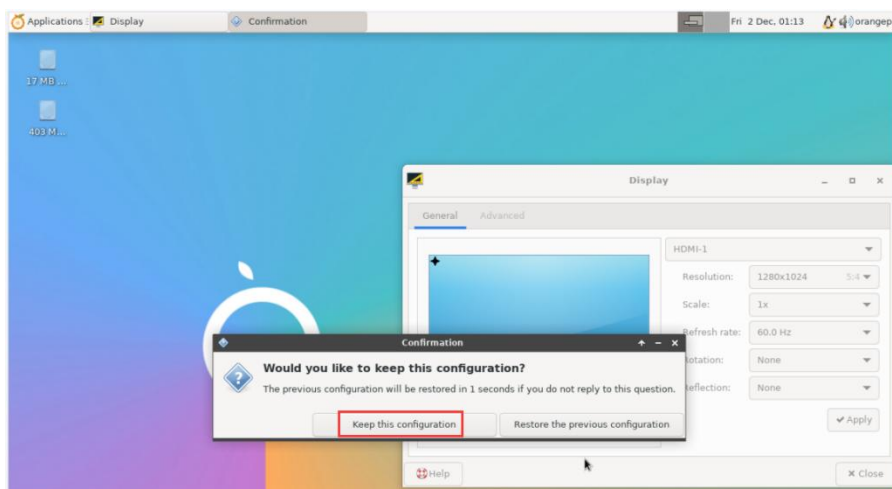 Applications Display Confirmation Fri 2 Dec, 01:13 orangep
17 MB ...
403 M...
Display
General Advanced
HDMI-1
Resolution: 1280x1024 5:4
Scale: 1x
Refresh rate: 60.0 Hz
Rotation: None
Reflection: None
Apply
Confirmation
Would you like to keep this configuration?
The previous configuration will be restored in 1 seconds if you do not reply to this question.
Keep this configuration Restore the previous configuration
Help Close